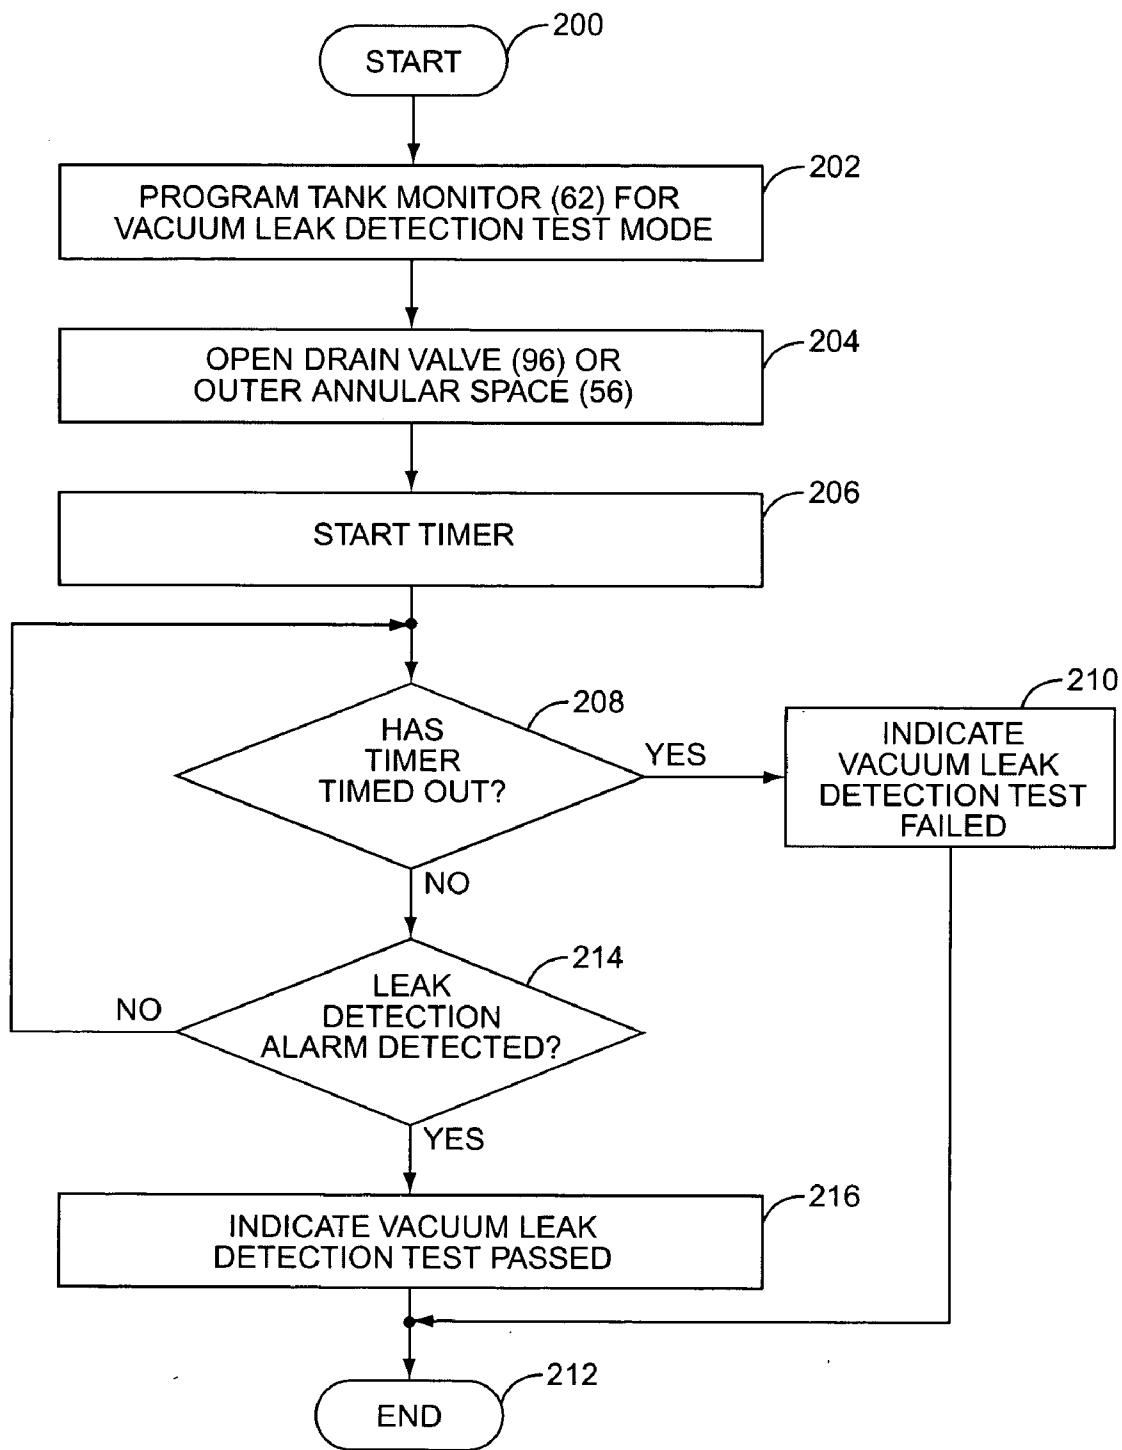 200
START
202
PROGRAM TANK MONITOR (62) FOR
VACUUM LEAK DETECTION TEST MODE
204
OPEN DRAIN VALVE (96) OR
OUTER ANNULAR SPACE (56)
206
START TIMER
208
HAS
TIMER
TIMED OUT?
YES
210
INDICATE
VACUUM LEAK
DETECTION TEST
FAILED
NO
214
LEAK
DETECTION
ALARM DETECTED?
NO
YES
216
INDICATE VACUUM LEAK
DETECTION TEST PASSED
212
END